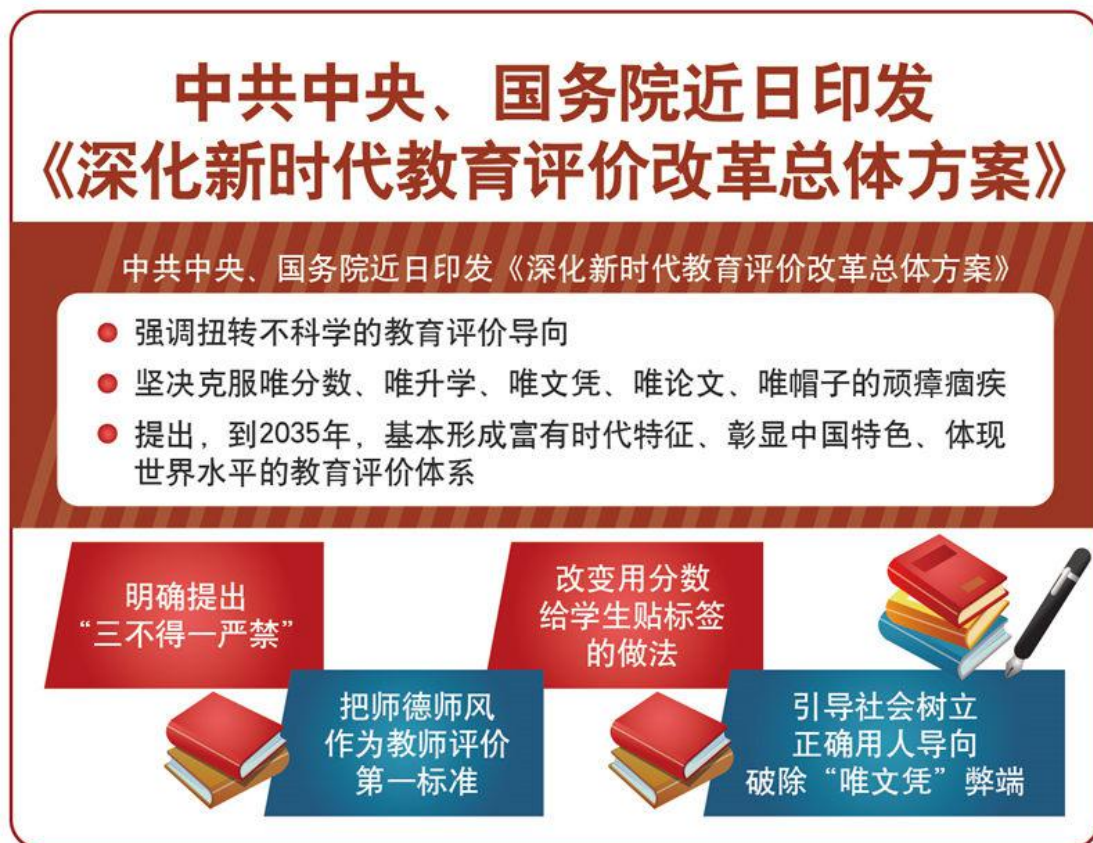 中共中央、国务院近日印发
《深化新时代教育评价改革总体方案》
中共中央、国务院近日印发《深化新时代教育评价改革总体方案》
强调扭转不科学的教育评价导向
坚决克服唯分数、唯升学、唯文凭、唯论文、唯帽子的顽瘴痼疾
提出，到2035年，基本形成富有时代特征、彰显中国特色、体现
世界水平的教育评价体系
明确提出
“三不得一严禁”
把师德师风
作为教师评价
第一标准
改变用分数
给学生贴标签
的做法
引导社会树立
正确用人导向
破除“唯文凭”弊端